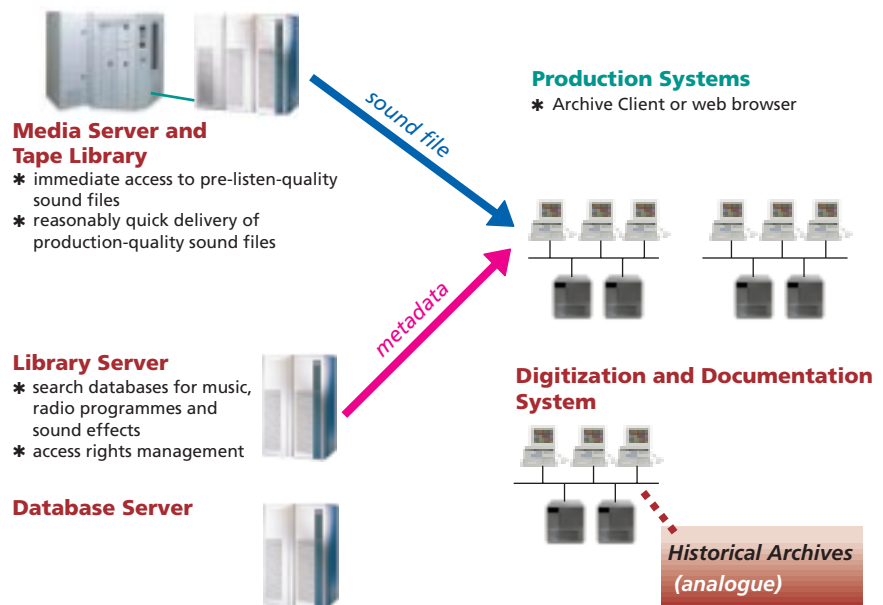 Media Server and
Tape Library
✱ immediate access to pre-listen-quality
sound files
✱ reasonably quick delivery of
production-quality sound files
sound file
Production Systems
✱ Archive Client or web browser
metadata
Library Server
✱ search databases for music,
radio programmes and
sound effects
✱ access rights management
Database Server
Digitization and Documentation
System
Historical Archives
(analogue)